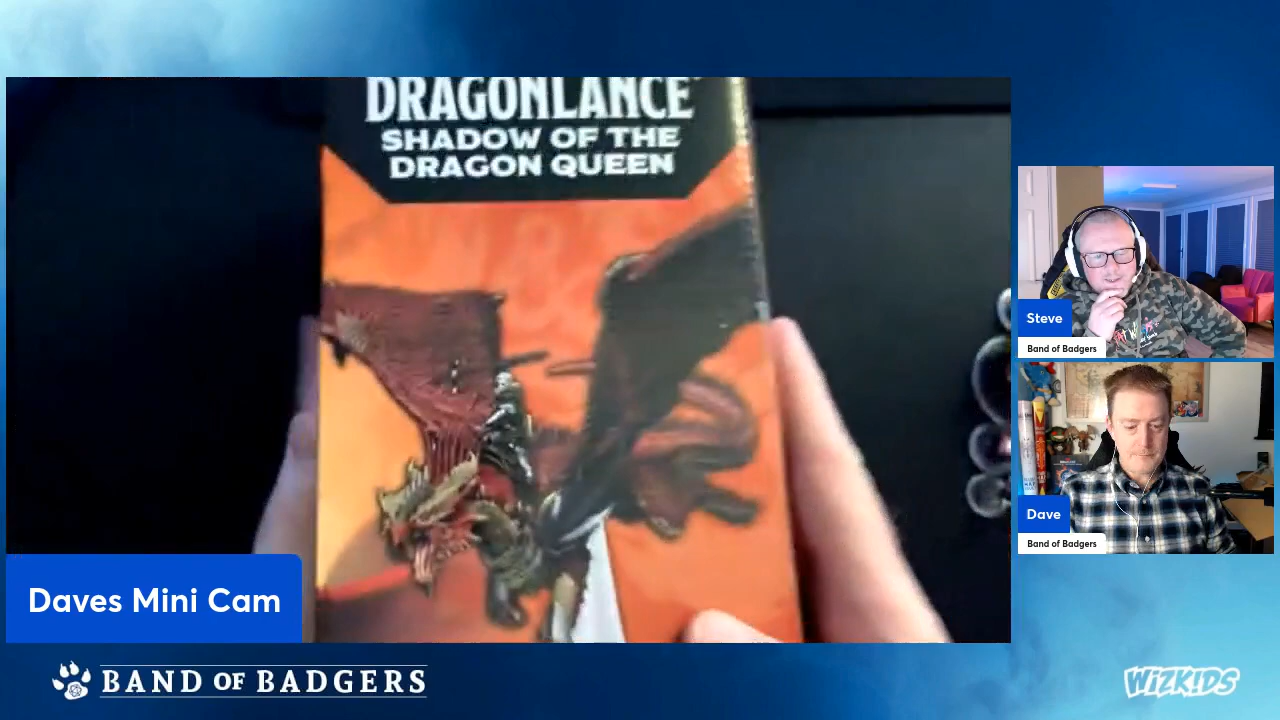 DRAGONLANCE
SHADOW OF THE
DRAGON QUEEN
Steve
Band of Badgers
Dave
Band of Badgers
Daves Mini Cam
BAND OF BADGERS
WIZKIDS